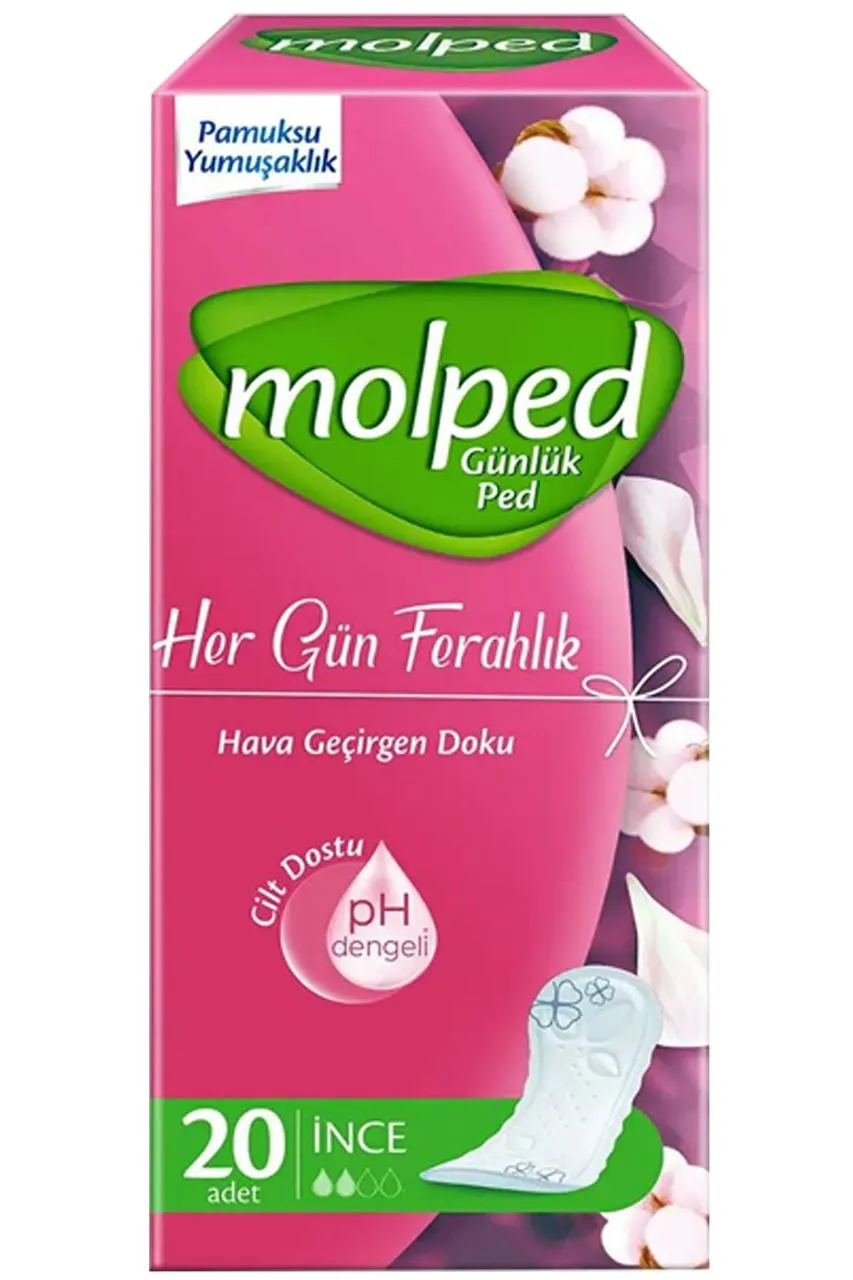 molped
Pamuksu
Yumuşaklık
molped
Günlük
Ped
Her Gün Ferahlık
Hava Geçirgen Doku
Cilt Dostu
pH
dengeli
20
adet
İNCE